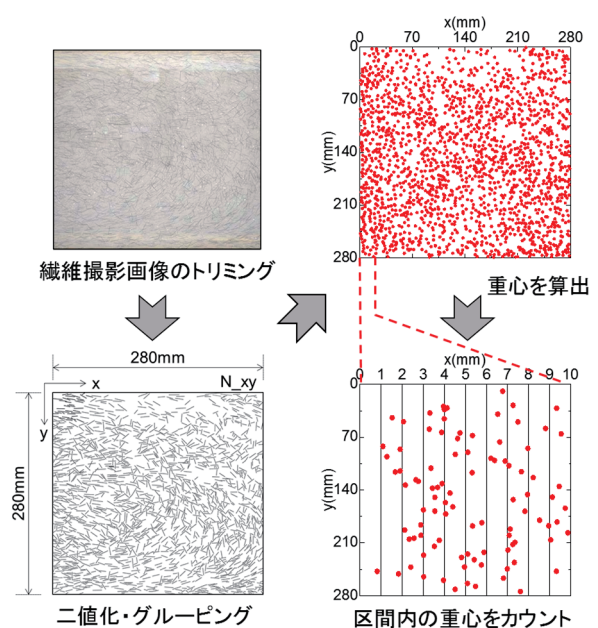 繊維撮影画像のトリミング
280mm
x
N_xy
y
280mm
二値化・グルーピング
x(mm)
0 70 140 210 280
y(mm)
0
70
140
210
280
重心を算出
x(mm)
0 1 2 3 4 5 6 7 8 9 10
y(mm)
0
70
140
210
280
区間内の重心をカウント